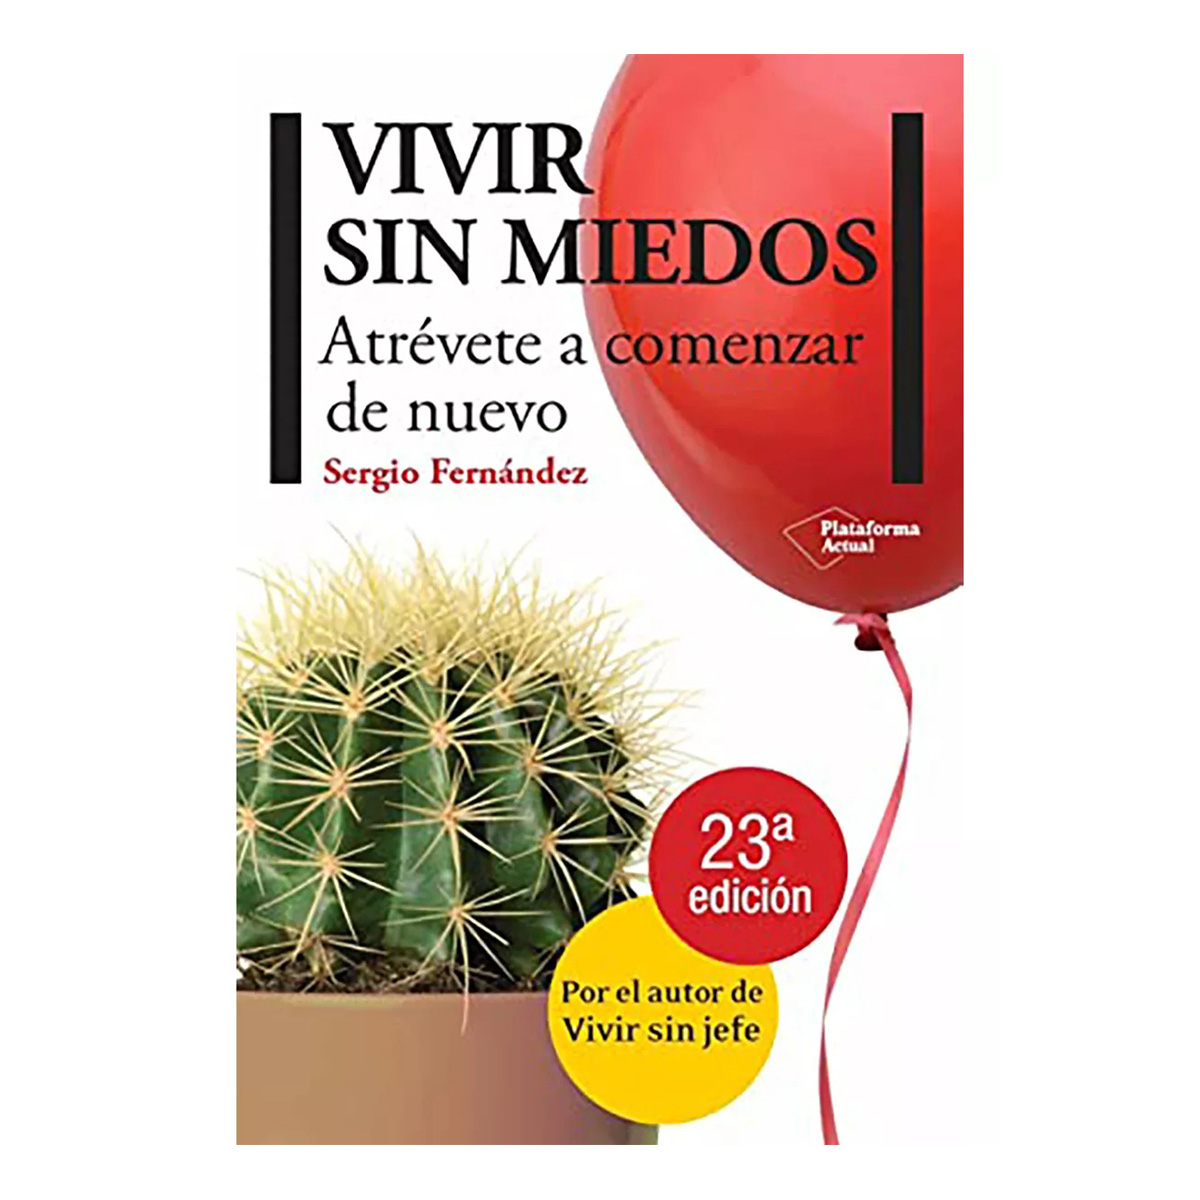 VIVIR
SIN MIEDOS
Atrévete a comenzar
de nuevo
Sergio Fernández
Plataforma
Actual
23ª
edición
Por el autor de
Vivir sin jefe